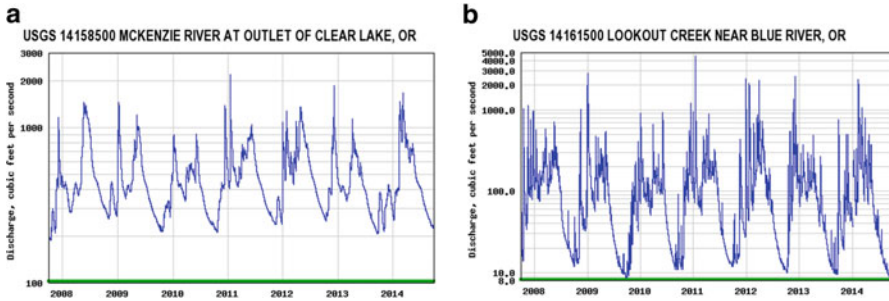 a
USGS 14158500 MCKENZIE RIVER AT OUTLET OF CLEAR LAKE, OR
Discharge, cubic feet per second
3000
2000
1000
100
2008 2009 2010 2011 2012 2013 2014
b
USGS 14161500 LOOKOUT CREEK NEAR BLUE RIVER, OR
Discharge, cubic feet per second
5000.0
4000.0
3000.0
2000.0
1000.0
100.0
10.0
8.0
2008 2009 2010 2011 2012 2013 2014